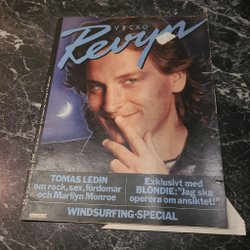 VECKO
Revyn
TOMAS LEDIN
om rock, sex, fördomar
och Marilyn Monroe
Exklusivt med
BLONDIE: "Jag ska
operera om ansiktet!"
WINDSURFING-SPECIAL